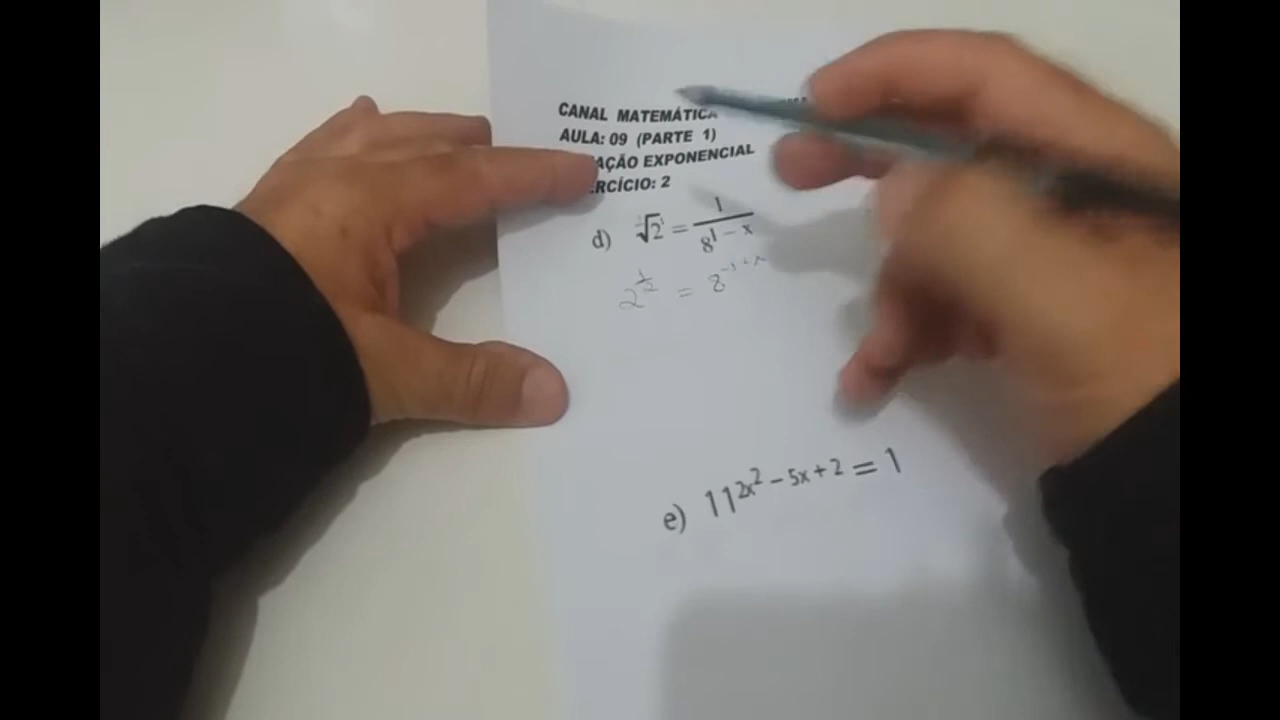 CANAL MATEMÁTICA
AULA: 09 (PARTE 1)
AÇÃO EXPONENCIAL
RCÍCIO: 2
d) √2 = 1/8^(1 – x)
2^(1/2) = 8^(-1+x)
e) 11^(2x² – 5x + 2) = 1